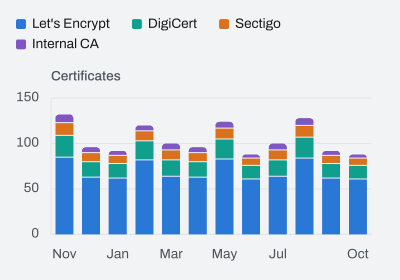 Let's Encrypt DigiCert Sectigo
Internal CA
Certificates
150
100
50
0
Nov Jan Mar May Jul Oct